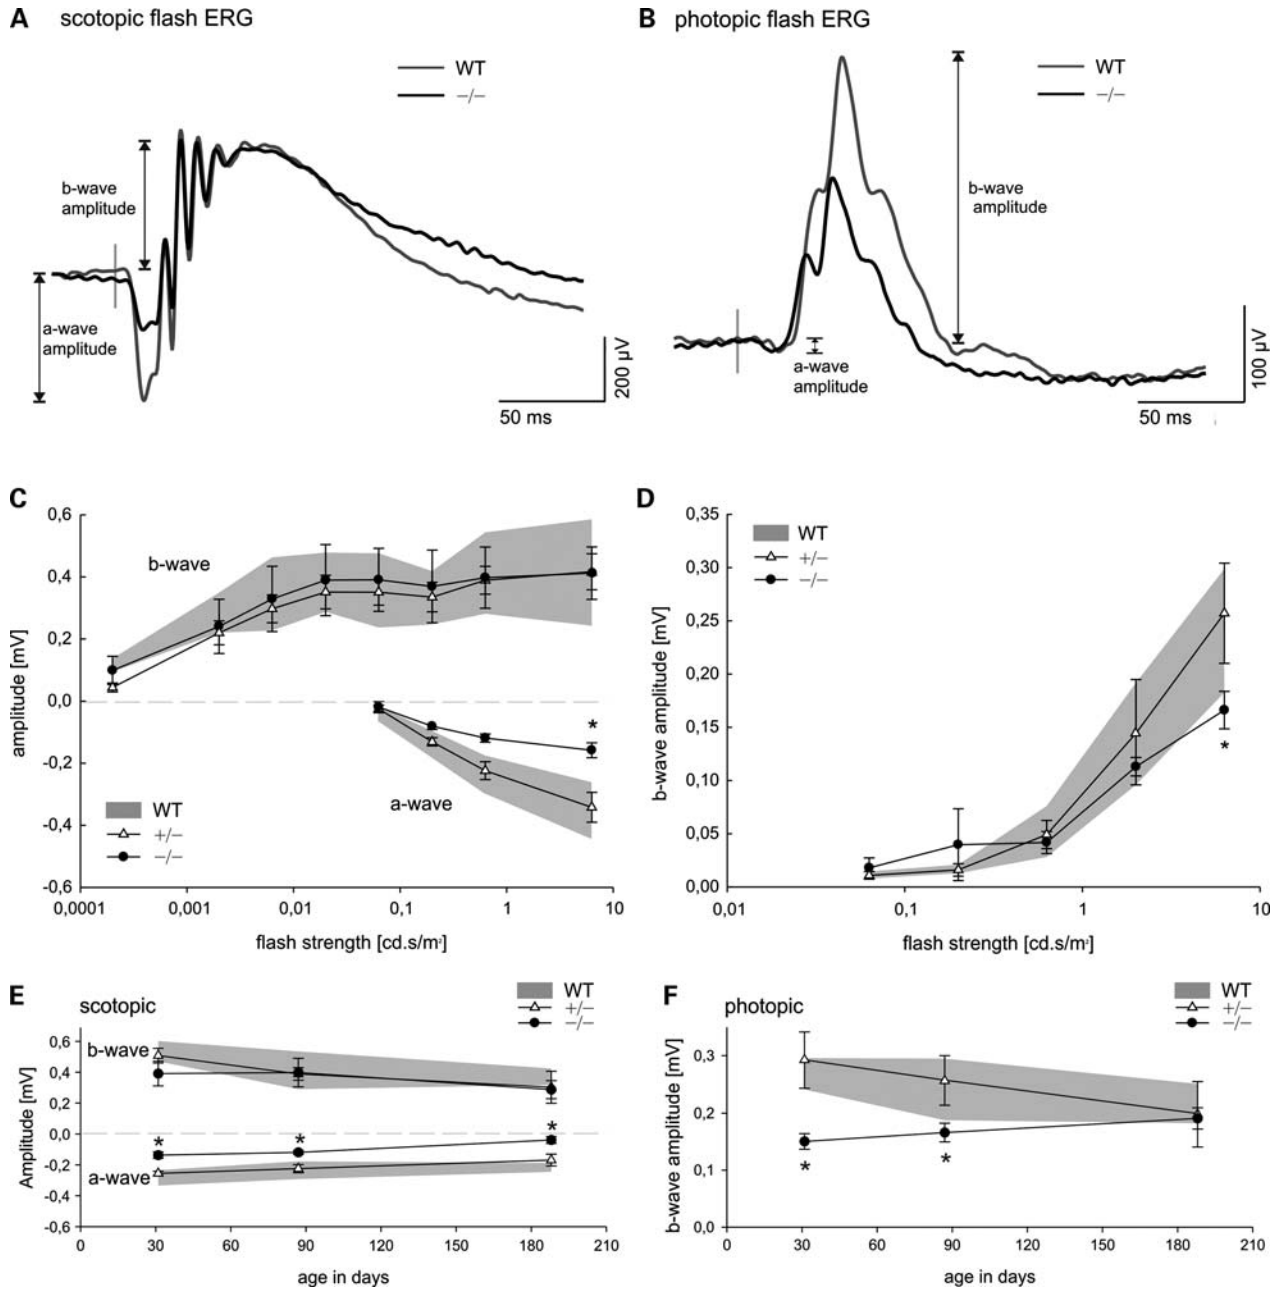 A scotopic flash ERG
WT
−/−
b-wave
amplitude
a-wave
amplitude
200 µV
50 ms
B photopic flash ERG
WT
−/−
b-wave
amplitude
a-wave
amplitude
100 µV
50 ms
C
0,6
0,4
0,2
0,0
-0,2
-0,4
-0,6
amplitude [mV]
b-wave
a-wave
*
WT
+/−
−/−
0,0001
0,001
0,01
0,1
1
10
flash strength [cd.s/m²]
D
0,35
0,30
0,25
0,20
0,15
0,10
0,05
0,00
b-wave amplitude [mV]
WT
+/−
−/−
*
0,01
0,1
1
10
flash strength [cd.s/m²]
E scotopic
WT
+/−
−/−
0,6
0,4
0,2
0,0
-0,2
-0,4
-0,6
Amplitude [mV]
b-wave
a-wave
* * *
0 30 60 90 120 150 180 210
age in days
F photopic
WT
+/−
−/−
0,3
0,2
0,1
0,0
b-wave amplitude [mV]
* *
0 30 60 90 120 150 180 210
age in days